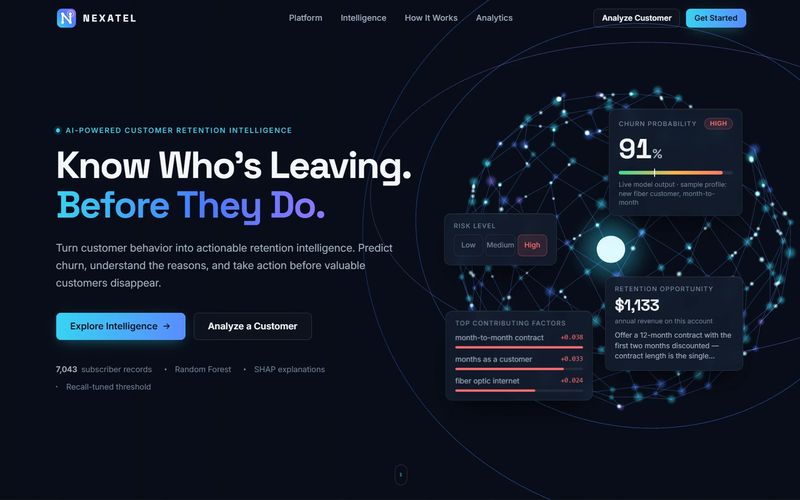 NEXATEL
Platform
Intelligence
How It Works
Analytics
Analyze Customer
Get Started
AI-POWERED CUSTOMER RETENTION INTELLIGENCE
Know Who's Leaving.
Before They Do.
Turn customer behavior into actionable retention intelligence. Predict
churn, understand the reasons, and take action before valuable
customers disappear.
Explore Intelligence →
Analyze a Customer
7,043 subscriber records • Random Forest • SHAP explanations
• Recall-tuned threshold
CHURN PROBABILITY HIGH
91%
Live model output · sample profile:
new fiber customer, month-to-
month
RISK LEVEL
Low Medium High
RETENTION OPPORTUNITY
$1,133
annual revenue on this account
Offer a 12-month contract with the
first two months discounted —
contract length is the single...
TOP CONTRIBUTING FACTORS
month-to-month contract +0.038
months as a customer +0.033
fiber optic internet +0.024